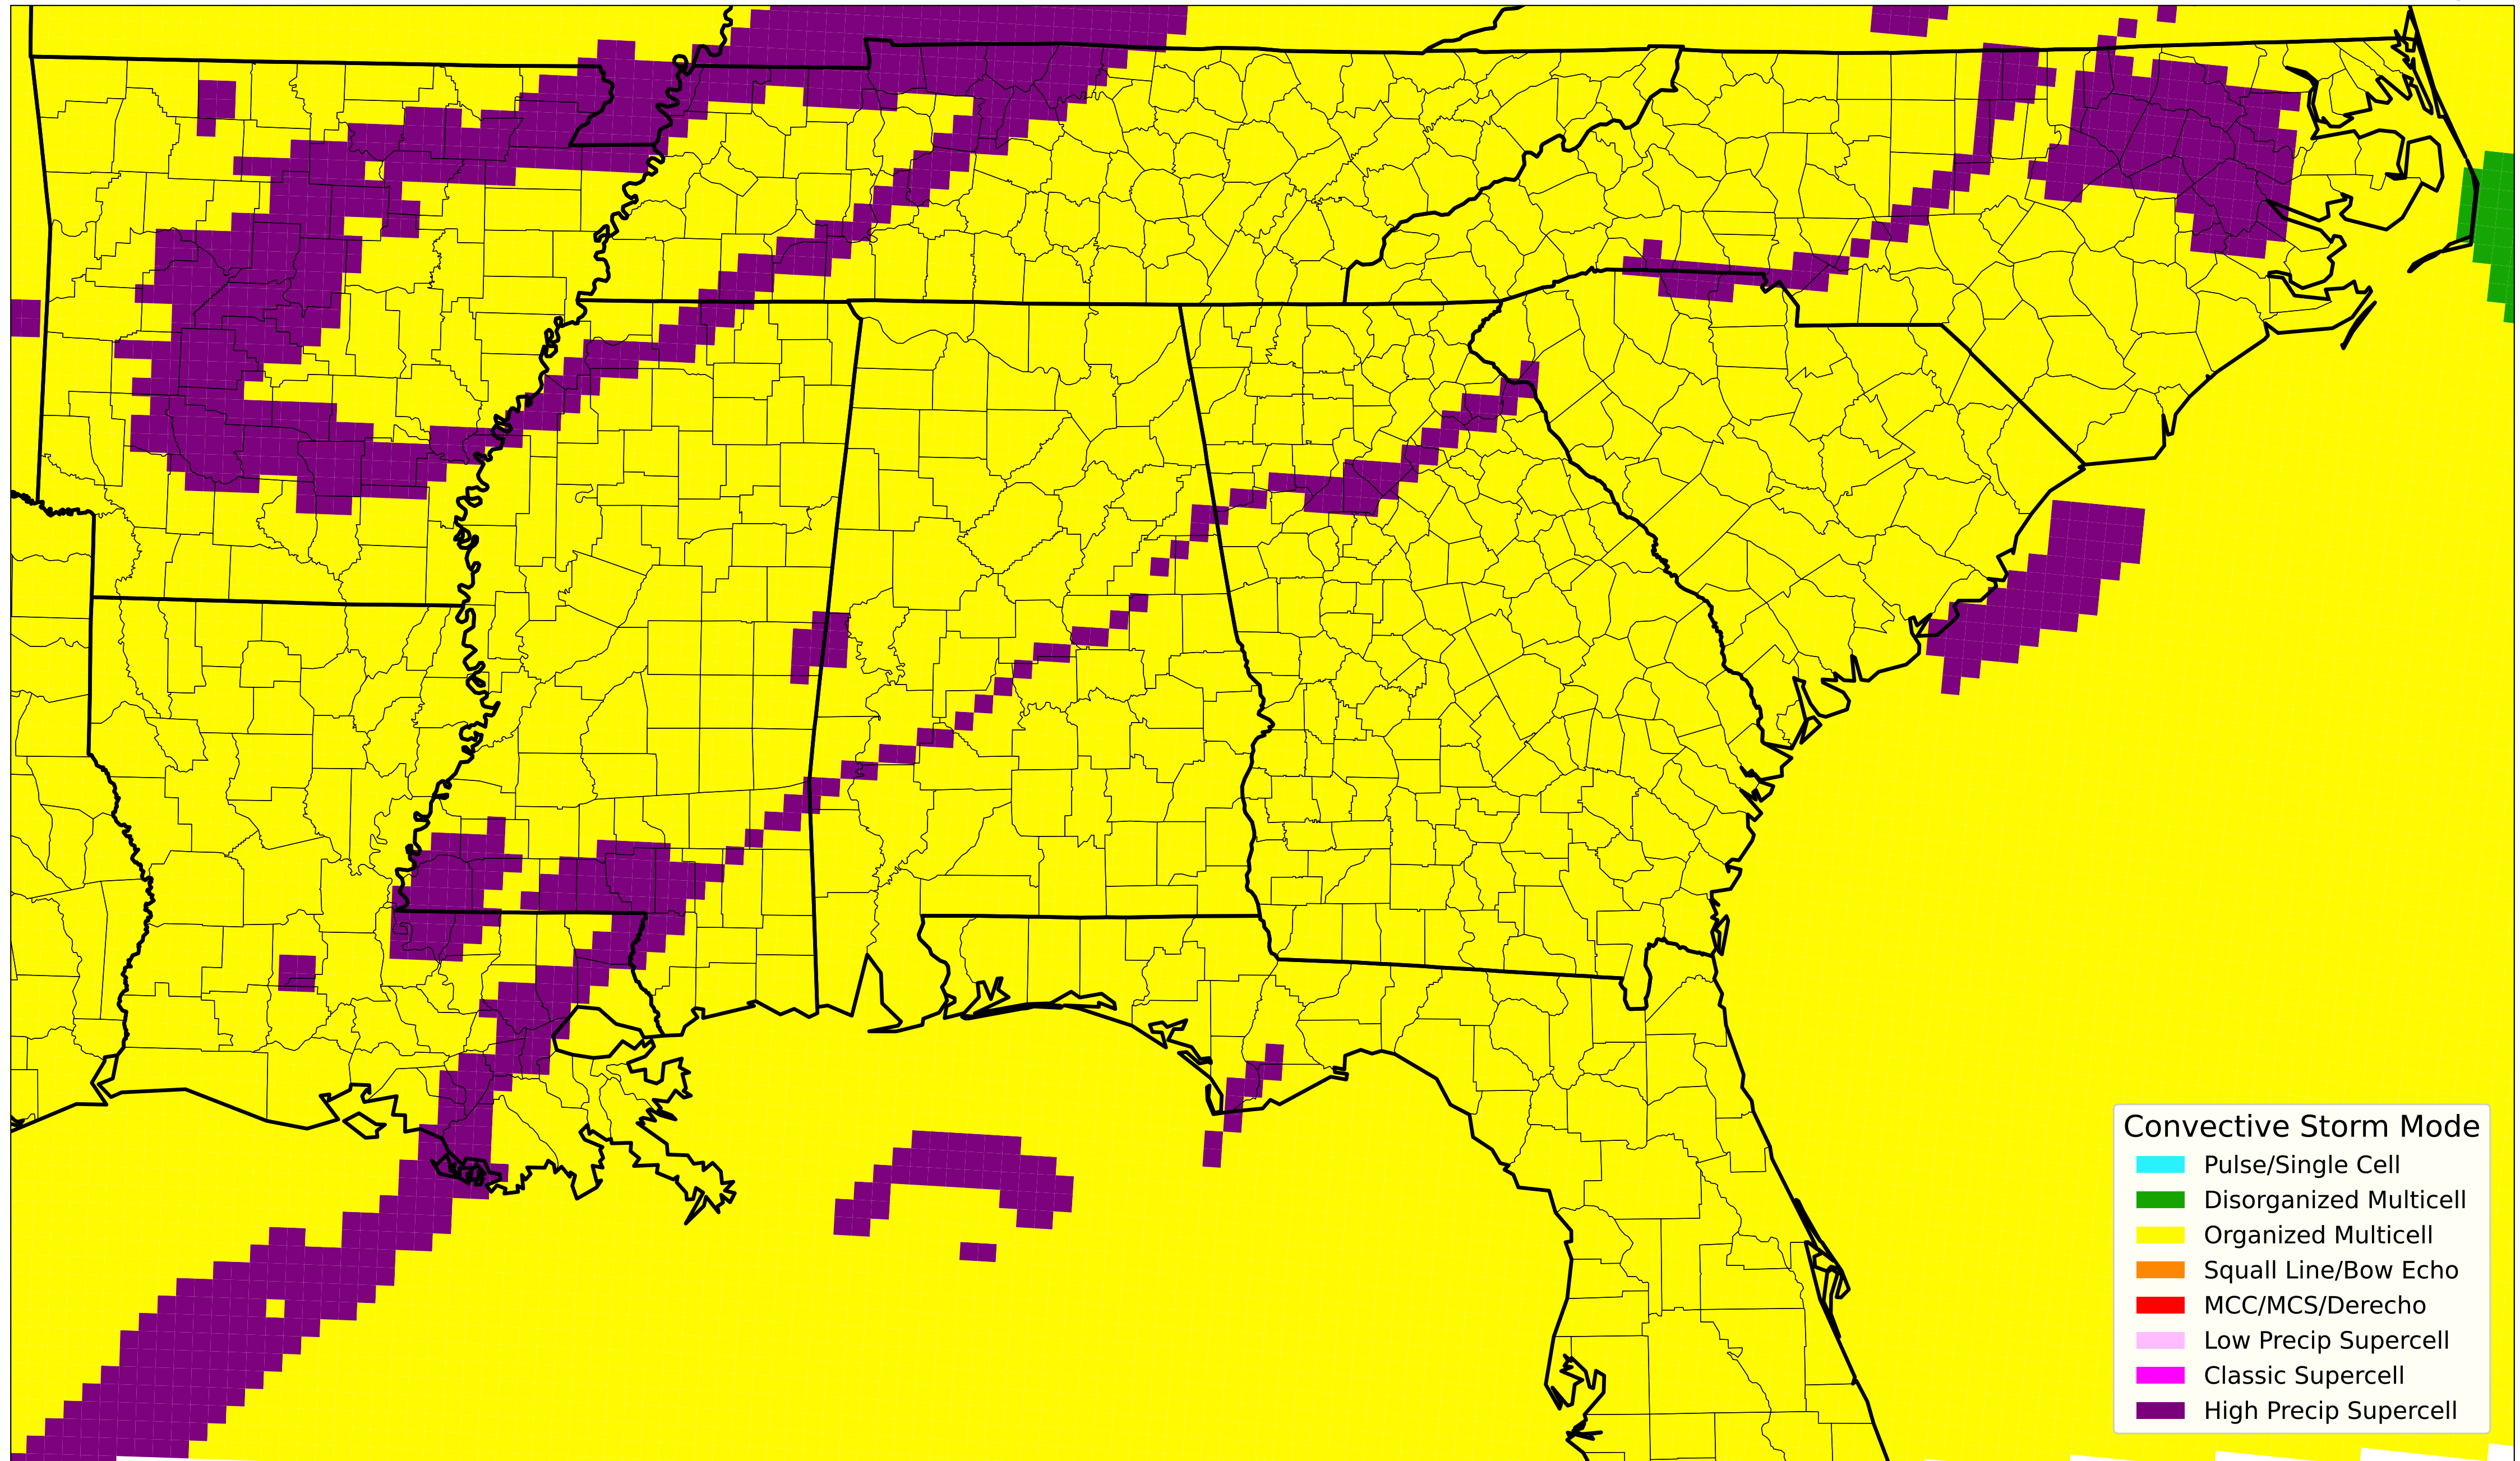 Convective Storm Mode
Pulse/Single Cell
Disorganized Multicell
Organized Multicell
Squall Line/Bow Echo
MCC/MCS/Derecho
Low Precip Supercell
Classic Supercell
High Precip Supercell